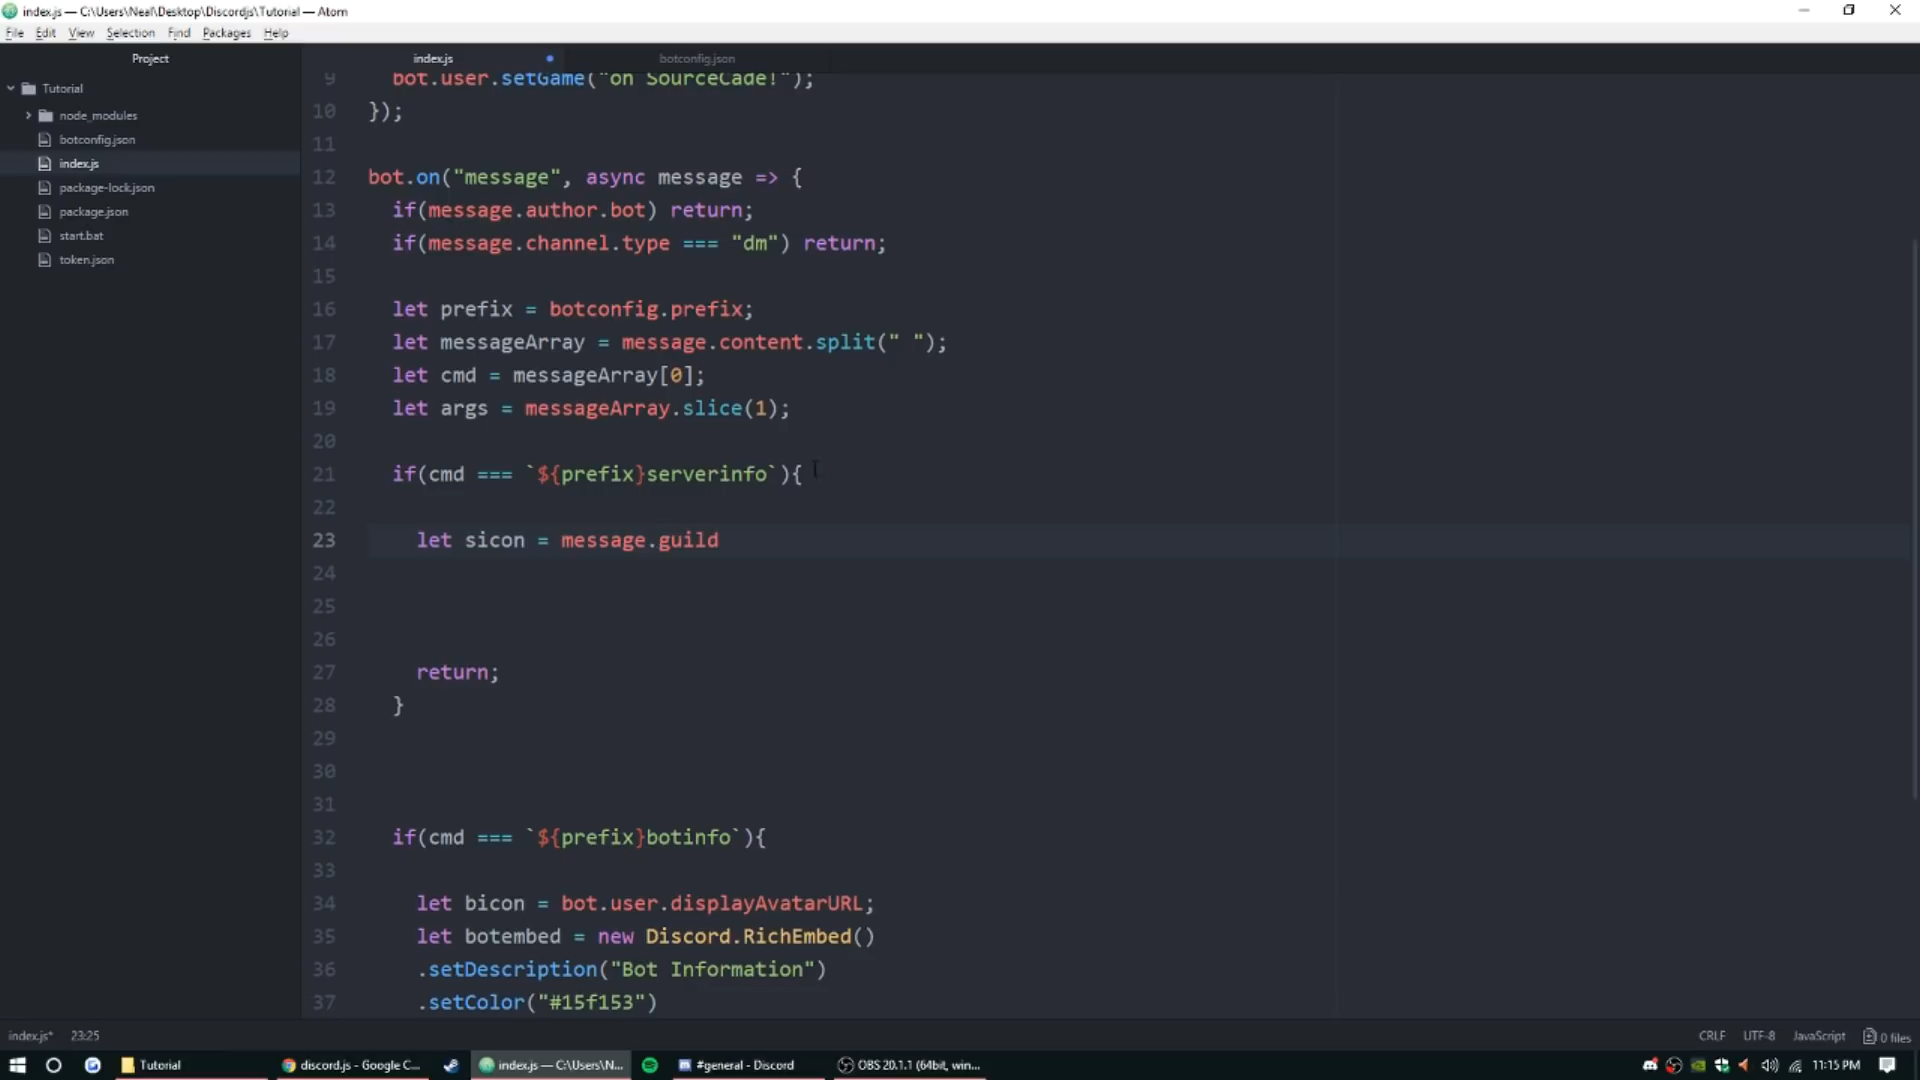 index.js — C:\Users\Neal\Desktop\Discordjs\Tutorial — Atom
File Edit View Selection Find Packages Help
Project
index.js
botconfig.json
Tutorial
node_modules
botconfig.json
index.js
package-lock.json
package.json
start.bat
token.json
9 bot.user.setGame("on SourceCade!");
10 });
11
12 bot.on("message", async message => {
13 if(message.author.bot) return;
14 if(message.channel.type === "dm") return;
15
16 let prefix = botconfig.prefix;
17 let messageArray = message.content.split(" ");
18 let cmd = messageArray[0];
19 let args = messageArray.slice(1);
20
21 if(cmd === `${prefix}serverinfo`){
22
23 let sicon = message.guild
24
25
26
27 return;
28 }
29
30
31
32 if(cmd === `${prefix}botinfo`){
33
34 let bicon = bot.user.displayAvatarURL;
35 let botembed = new Discord.RichEmbed()
36 .setDescription("Bot Information")
37 .setColor("#15f153")
index.js* 23:25 CRLF UTF-8 JavaScript 0 files
Tutorial discord.js - Google C... index.js — C:\Users\N... #general - Discord OBS 20.1.1 (64bit, win... 11:15 PM